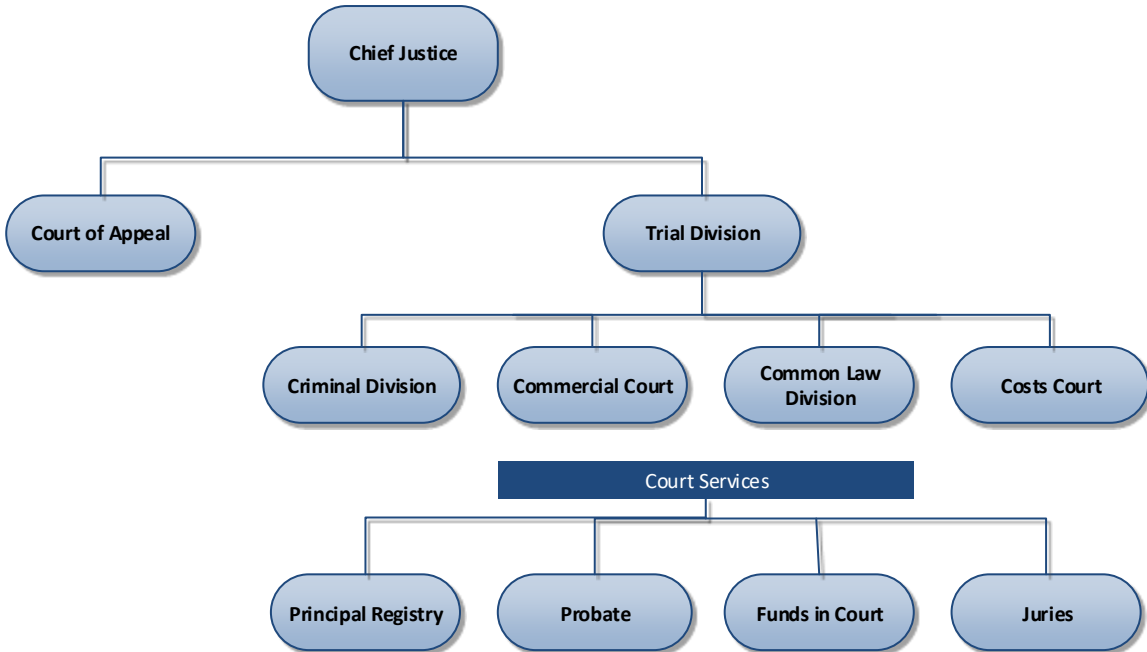 Chief Justice
Court of Appeal
Trial Division
Criminal Division
Commercial Court
Common Law
Division
Costs Court
Court Services
Principal Registry
Probate
Funds in Court
Juries